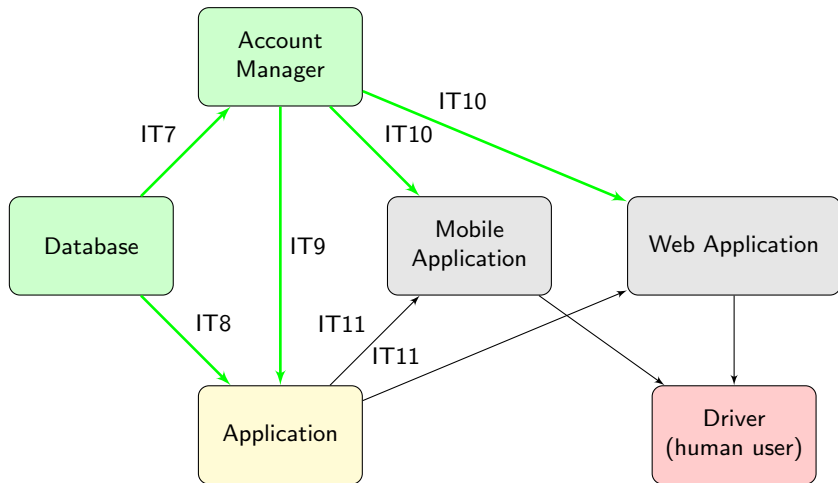 Account
Manager
IT10
IT7
IT10
Database
IT9
Mobile
Application
Web Application
IT8
IT11
IT11
Application
Driver
(human user)